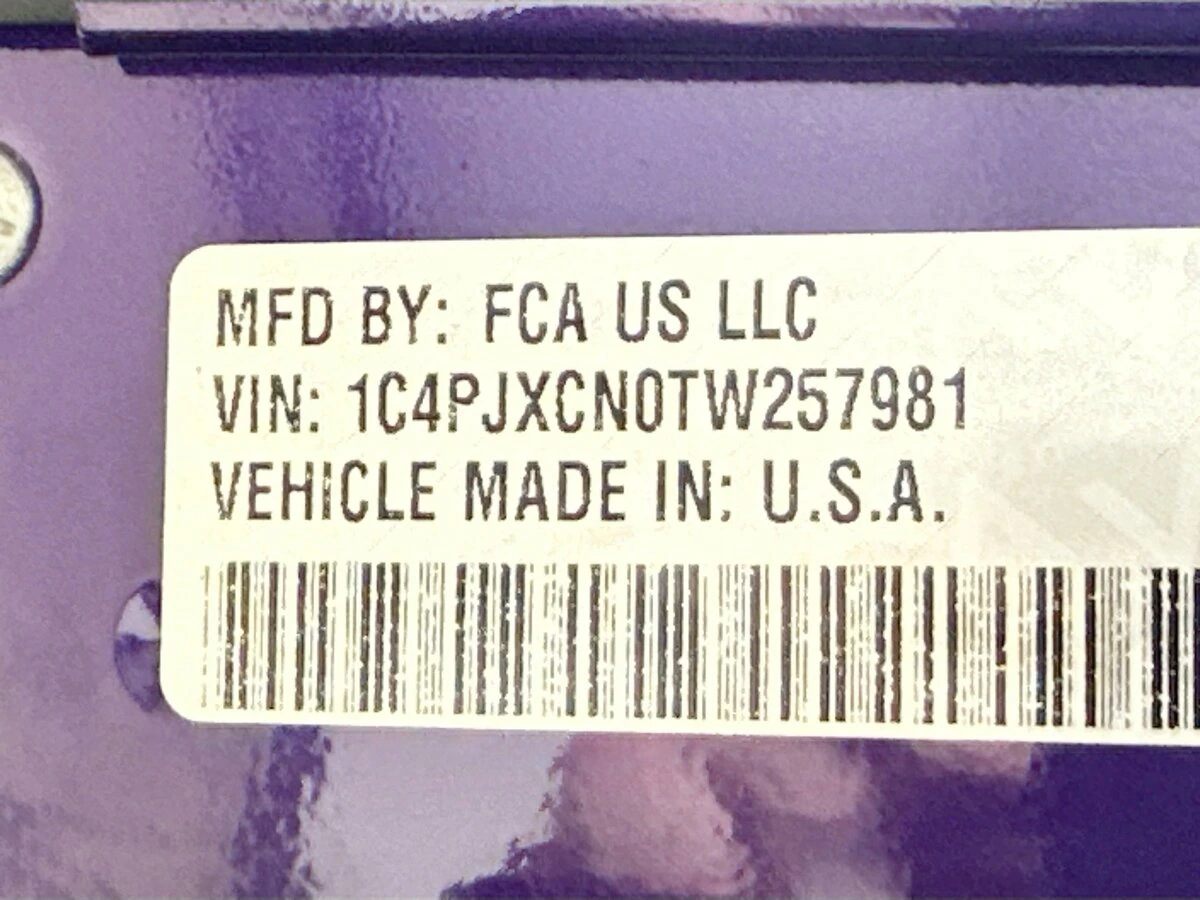 MFD BY: FCA US LLC
VIN: 1C4PJXCN0TW257981
VEHICLE MADE IN: U.S.A.